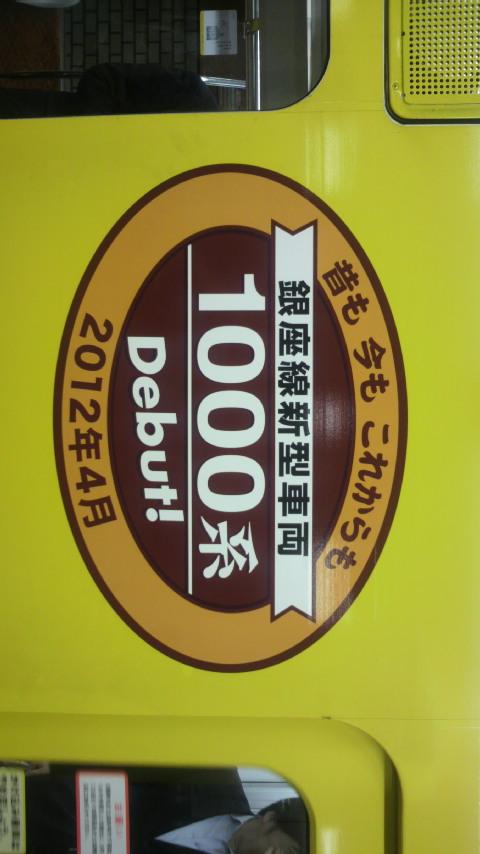 昔も 今も これからも
銀座線新型車両
1000系
Debut!
2012年4月